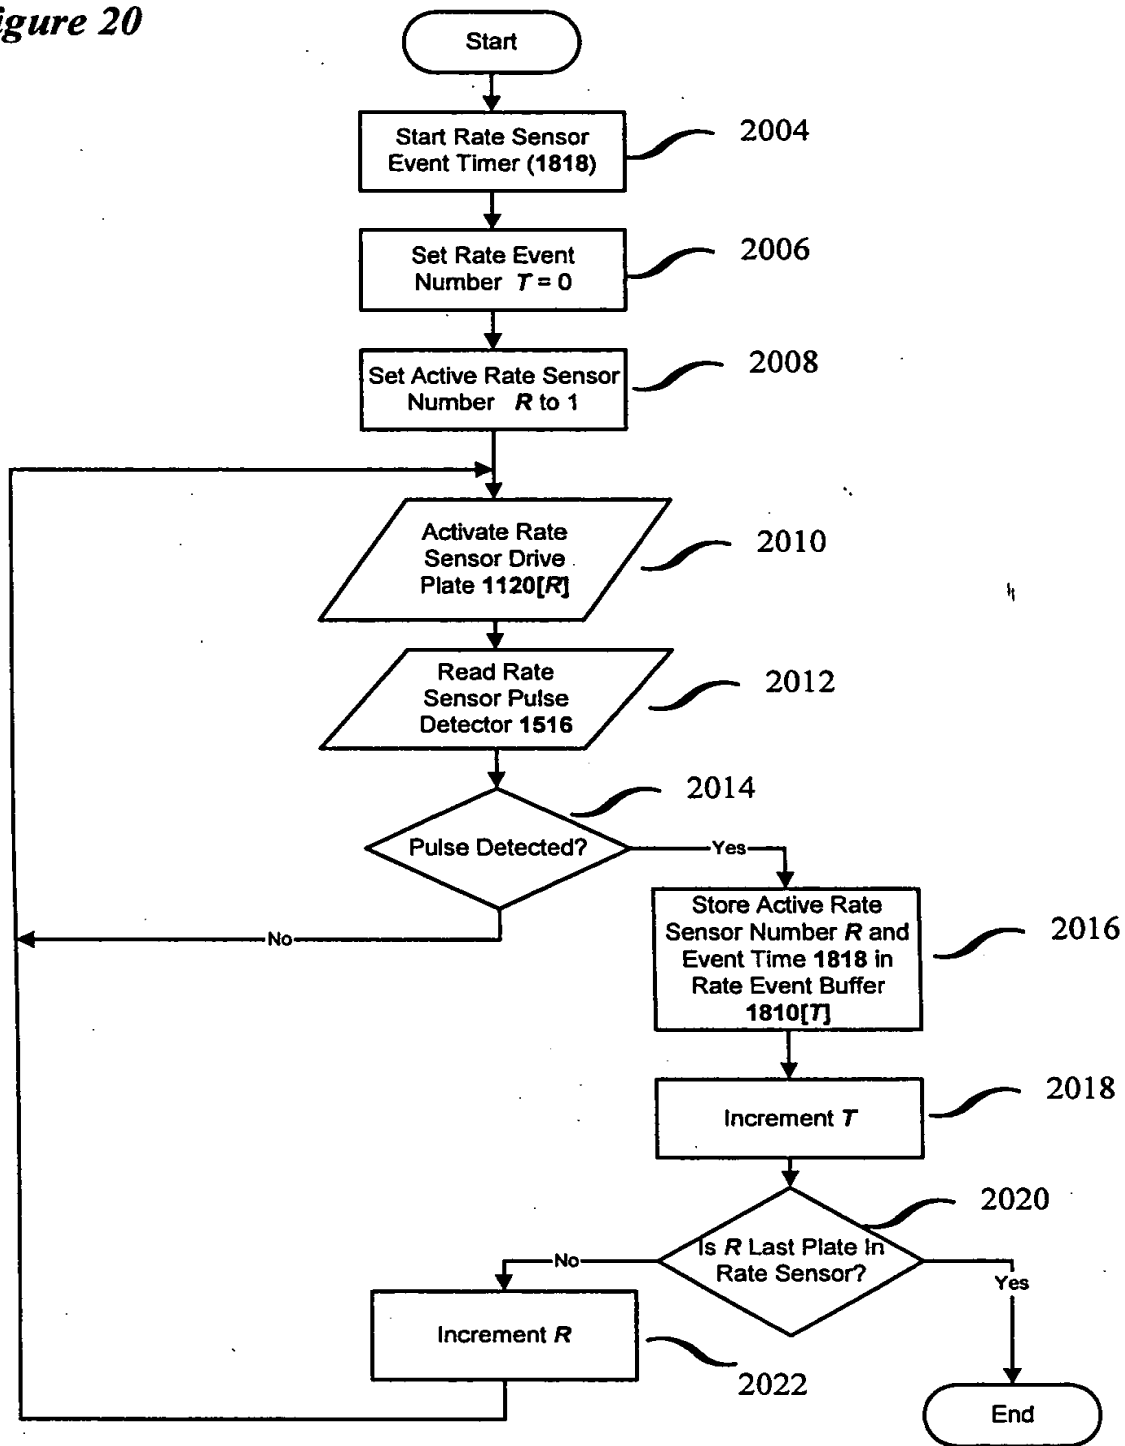 igure 20
Start
Start Rate Sensor
Event Timer (1818)
2004
Set Rate Event
Number T = 0
2006
Set Active Rate Sensor
Number R to 1
2008
Activate Rate
Sensor Drive
Plate 1120[R]
2010
Read Rate
Sensor Pulse
Detector 1516
2012
2014
Pulse Detected?
Yes
No
Store Active Rate
Sensor Number R and
Event Time 1818 in
Rate Event Buffer
1810[T]
2016
Increment T
2018
2020
Is R Last Plate in
Rate Sensor?
No
Yes
Increment R
2022
End